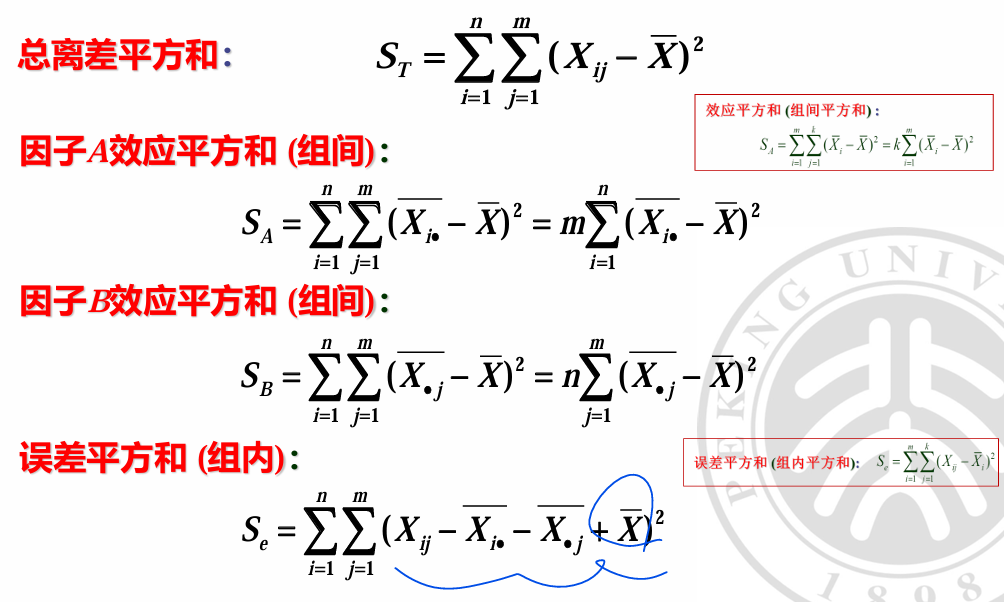 总离差平方和： $S_T = \sum_{i=1}^{n}\sum_{j=1}^{m}(X_{ij} - \overline{X})^2$
效应平方和 (组间平方和)：
$S_A = \sum_{i=1}^{m}\sum_{j=1}^{k}(\overline{X}_i - \overline{X})^2 = k\sum_{i=1}^{m}(\overline{X}_i - \overline{X})^2$
因子A效应平方和 (组间)：
$S_A = \sum_{i=1}^{n}\sum_{j=1}^{m}(\overline{X_{i\bullet}} - \overline{X})^2 = m\sum_{i=1}^{n}(\overline{X_{i\bullet}} - \overline{X})^2$
因子B效应平方和 (组间)：
$S_B = \sum_{i=1}^{n}\sum_{j=1}^{m}(\overline{X_{\bullet j}} - \overline{X})^2 = n\sum_{j=1}^{m}(\overline{X_{\bullet j}} - \overline{X})^2$
误差平方和 (组内)：
误差平方和 (组内平方和)： $S_e = \sum_{i=1}^{m}\sum_{j=1}^{k}(X_{ij} - \overline{X}_i)^2$
$S_e = \sum_{i=1}^{n}\sum_{j=1}^{m}(X_{ij} - \overline{X_{i\bullet}} - \overline{X_{\bullet j}} + \overline{X})^2$
PEKING UNIV
1898